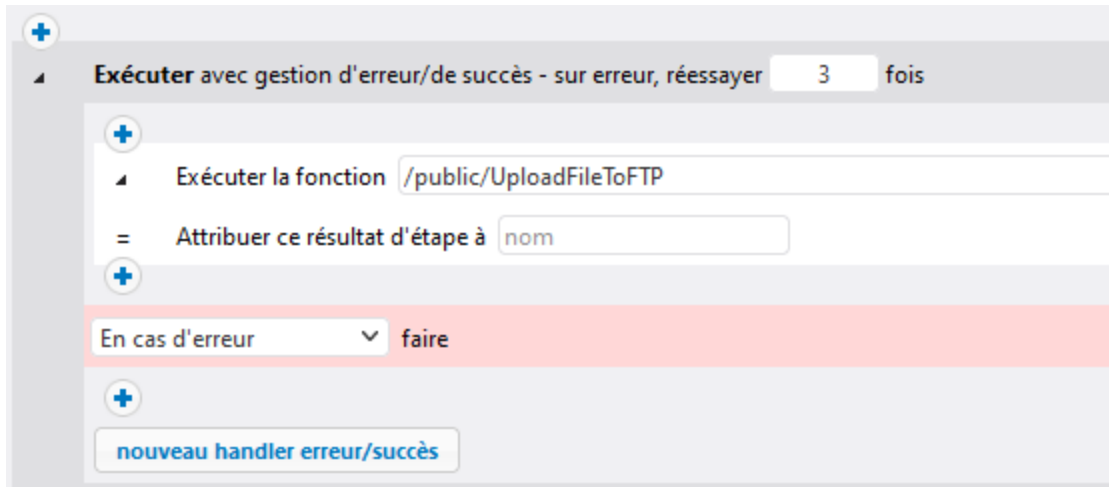 Exécuter avec gestion d'erreur/de succès - sur erreur, réessayer 3 fois
Exécuter la fonction /public/UploadFileToFTP
= Attribuer ce résultat d'étape à nom
En cas d'erreur faire
nouveau handler erreur/succès